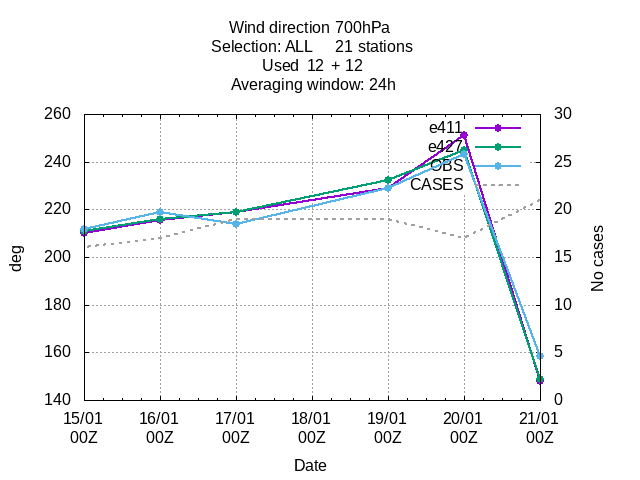 Wind direction 700hPa
Selection: ALL 21 stations
Used 12 + 12
Averaging window: 24h
260
240
220
200
180
160
140
deg
30
25
20
15
10
5
0
No cases
e411
e427
OBS
CASES
15/01 00Z
16/01 00Z
17/01 00Z
18/01 00Z
19/01 00Z
20/01 00Z
21/01 00Z
Date